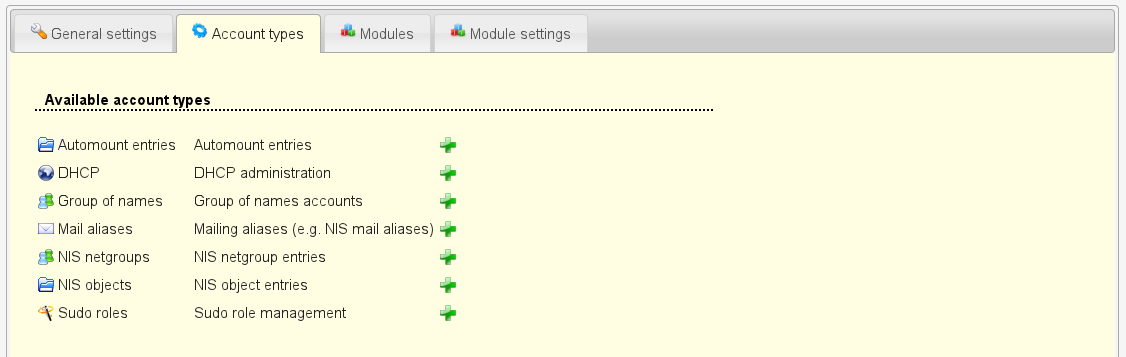 General settings Account types Modules Module settings
Available account types
Automount entries Automount entries
DHCP DHCP administration
Group of names Group of names accounts
Mail aliases Mailing aliases (e.g. NIS mail aliases)
NIS netgroups NIS netgroup entries
NIS objects NIS object entries
Sudo roles Sudo role management